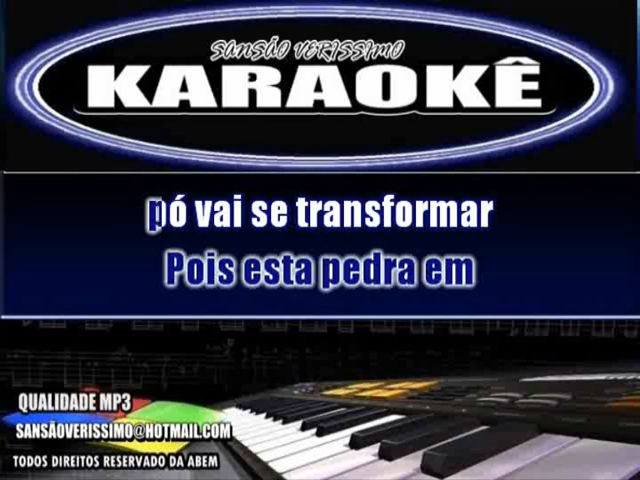 SANSÃO VERISSIMO
KARAOKÊ
pó vai se transformar
Pois esta pedra em
QUALIDADE MP3
SANSÃOVERISSIMO@HOTMAIL.COM
TODOS DIREITOS RESERVADO DA ABEM